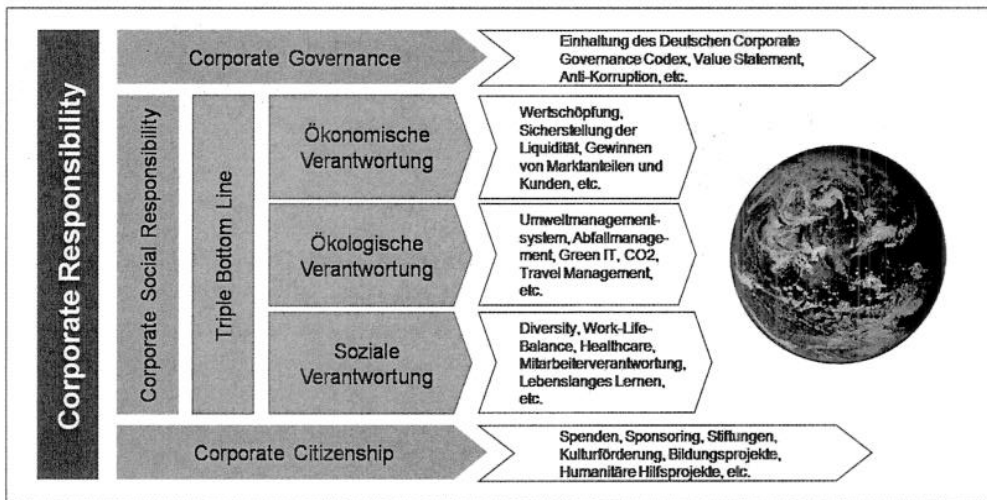 Corporate Responsibility
Corporate Governance
Einhaltung des Deutschen Corporate
Governance Codex, Value Statement,
Anti-Korruption, etc.
Corporate Social Responsibility
Triple Bottom Line
Ökonomische
Verantwortung
Wertschöpfung,
Sicherstellung der
Liquidität, Gewinnen
von Marktanteilen und
Kunden, etc.
Ökologische
Verantwortung
Umweltmanagement-
system, Abfallmanage-
ment, Green IT, CO2,
Travel Management,
etc.
Soziale
Verantwortung
Diversity, Work-Life-
Balance, Healthcare,
Mitarbeiterverantwortung,
Lebenslanges Lernen,
etc.
Corporate Citizenship
Spenden, Sponsoring, Stiftungen,
Kulturförderung, Bildungsprojekte,
Humanitäre Hilfsprojekte, etc.